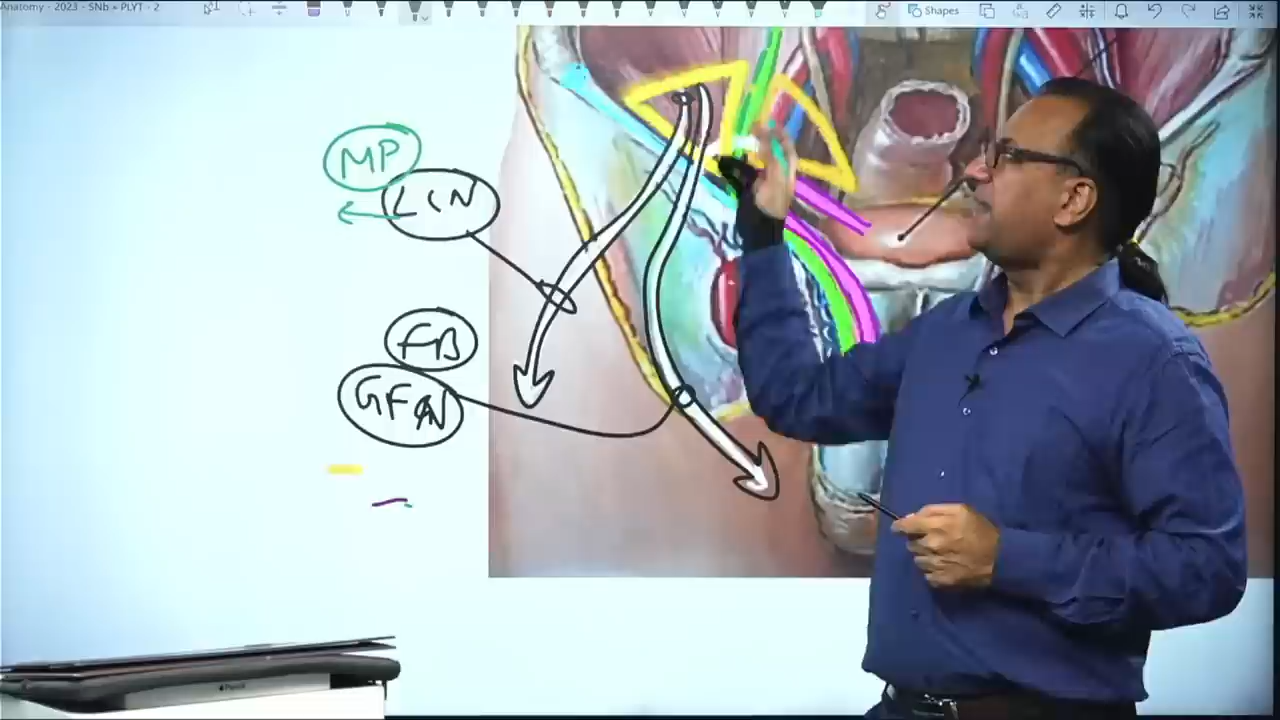 Anatomy - 2023 - SNb + PLYT - 2
Shapes
MP
LCN
FB
GFN